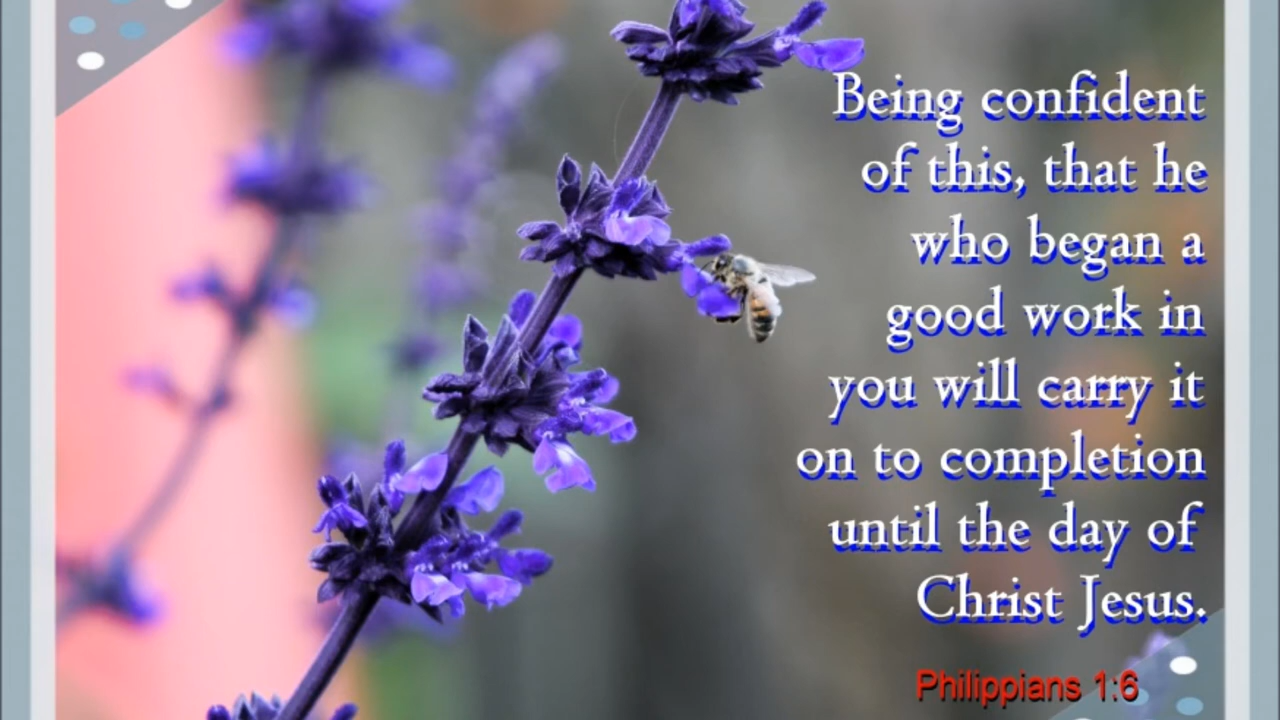 Being confident
of this, that he
who began a
good work in
you will carry it
on to completion
until the day of
Christ Jesus.
Philippians 1:6